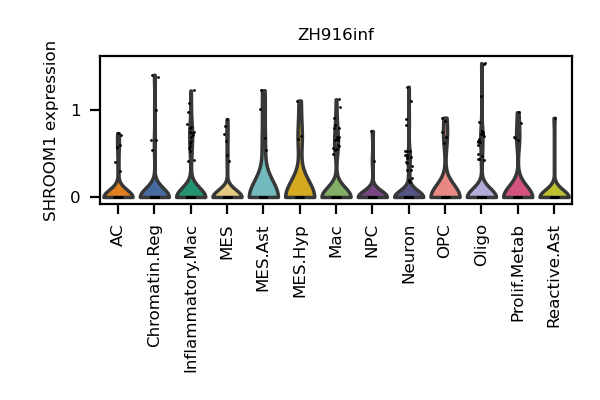 ZH916inf
SHROOM1 expression
1
0
AC
Chromatin.Reg
Inflammatory.Mac
MES
MES.Ast
MES.Hyp
Mac
NPC
Neuron
OPC
Oligo
Prolif.Metab
Reactive.Ast